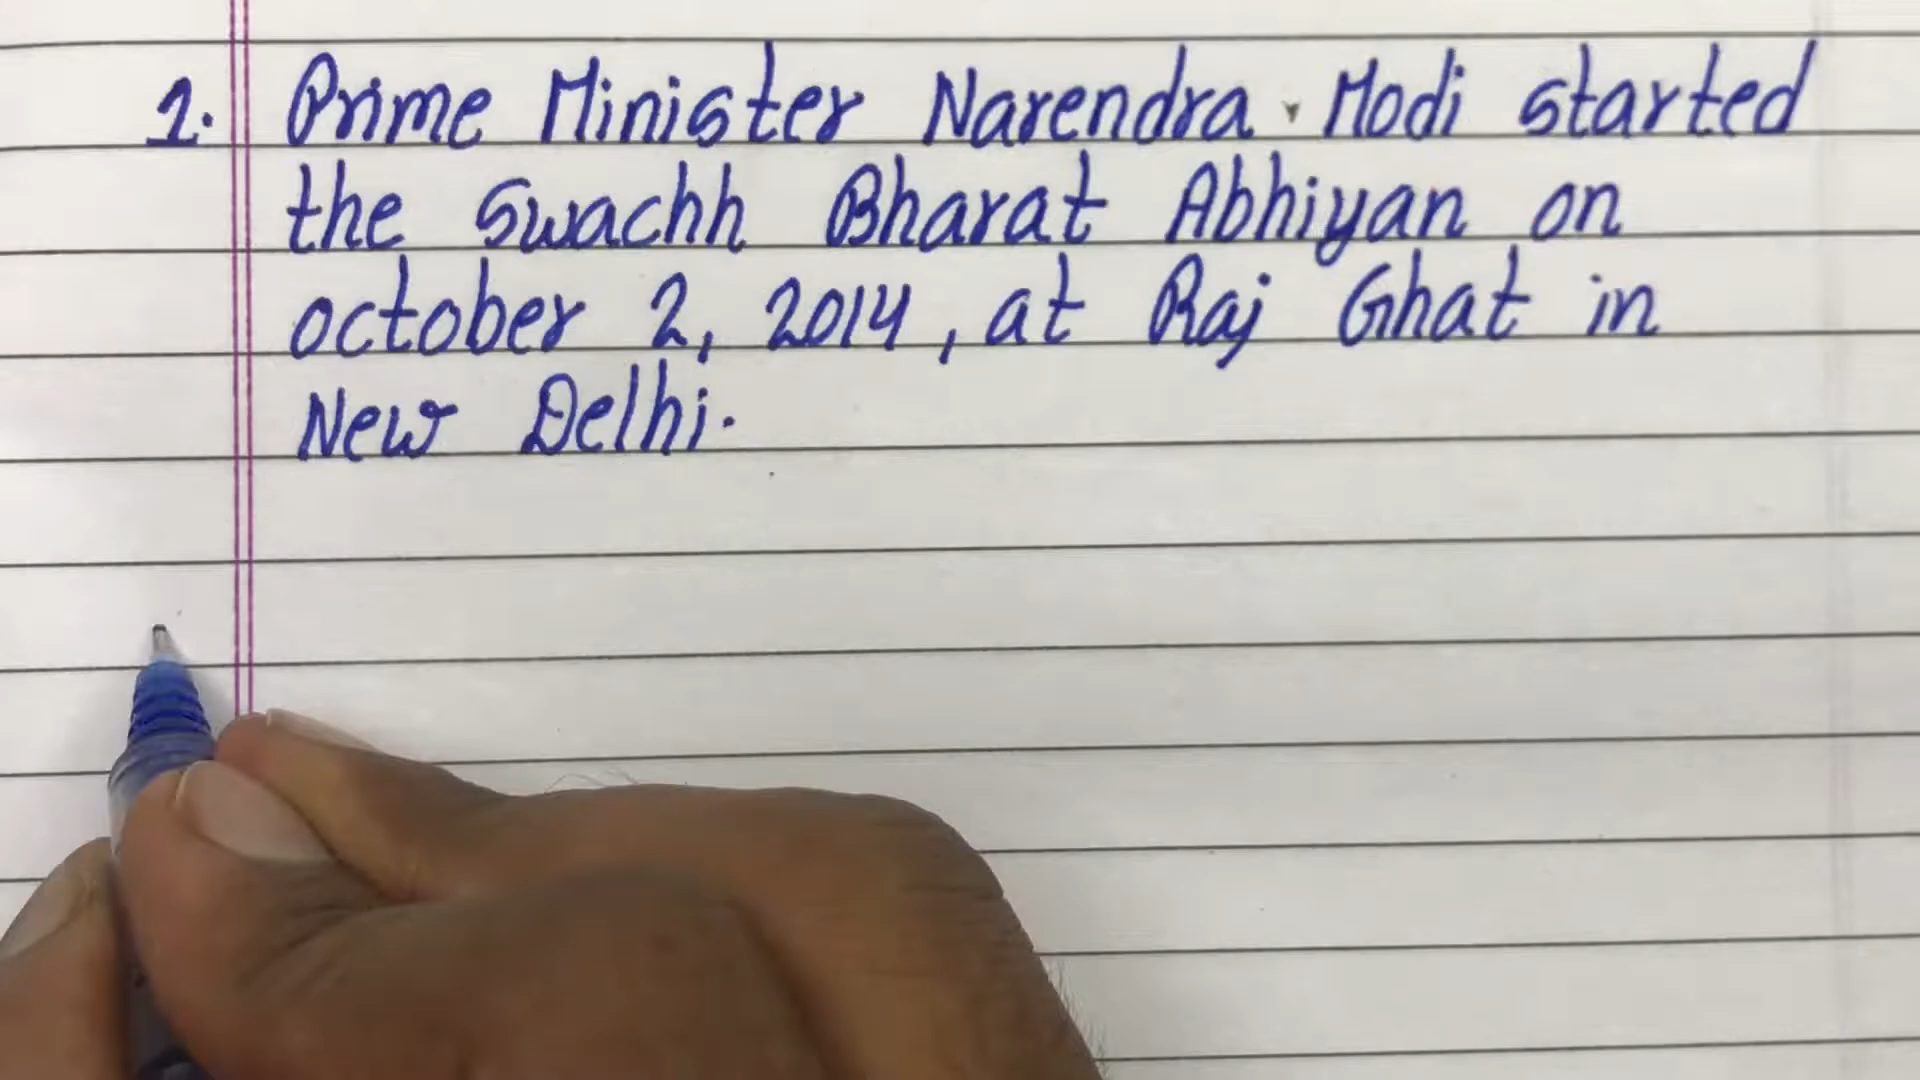 1. Prime Minister Narendra Modi started
the Swachh Bharat Abhiyan on
october 2, 2014, at Raj Ghat in
New Delhi.